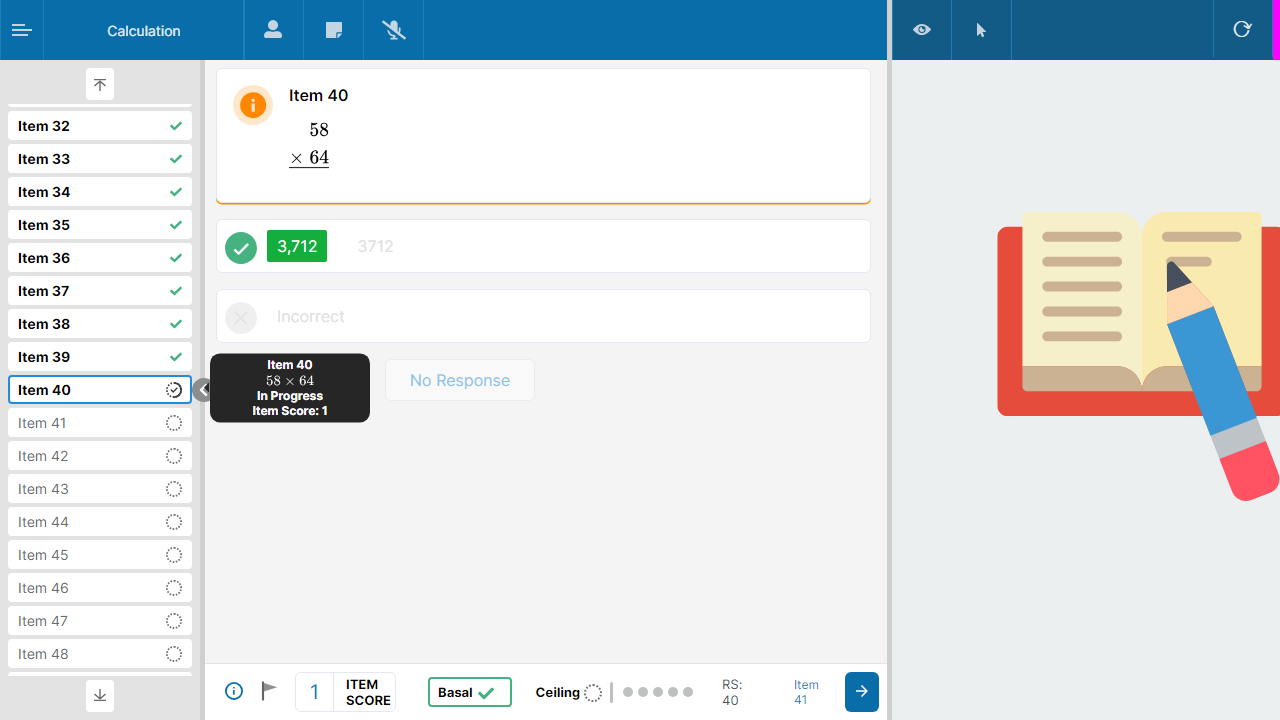 Calculation
Item 32
Item 33
Item 34
Item 35
Item 36
Item 37
Item 38
Item 39
Item 40
Item 41
Item 42
Item 43
Item 44
Item 45
Item 46
Item 47
Item 48
Item 40
58
× 64
3,712 3712
Incorrect
Item 40
58 × 64
In Progress
Item Score: 1
No Response
1 ITEM
SCORE
Basal
Ceiling
RS:
40
Item
41